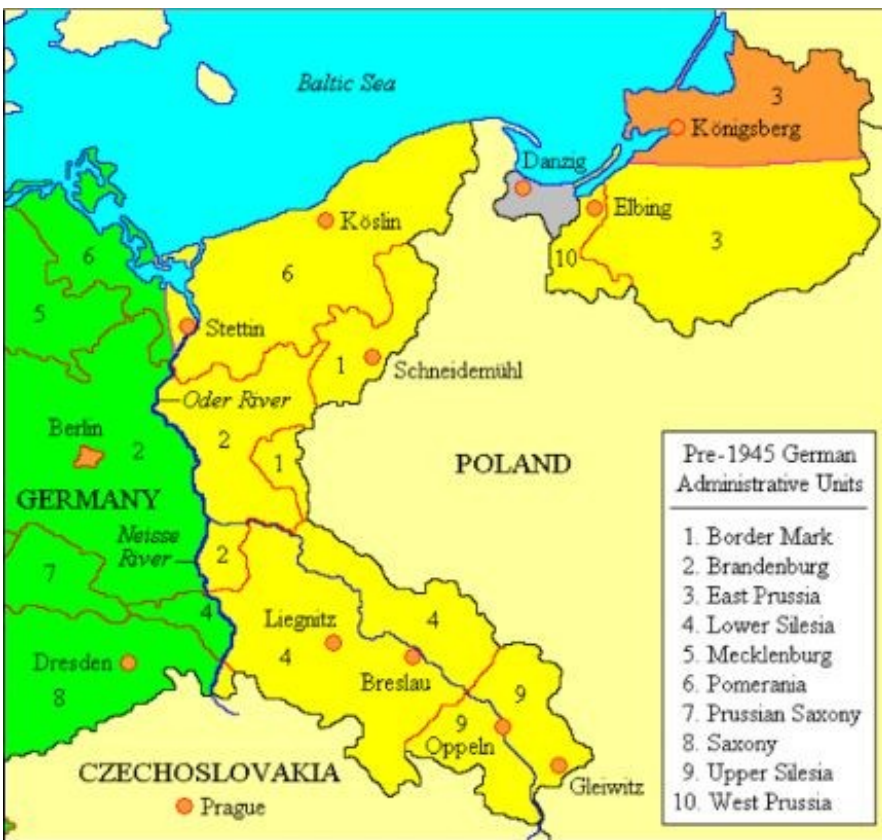 Baltic Sea
3
Königsberg
Danzig
Elbing
Köslin
10
3
6
6
5
Stettin
1
Schneidemühl
Oder River
Berlin
2
2
1
POLAND
GERMANY
Neisse
River
2
7
4
Liegnitz
4
4
Dresden
8
Breslau
9
9
Oppeln
Gleiwitz
CZECHOSLOVAKIA
Prague
Pre-1945 German
Administrative Units
1. Border Mark
2. Brandenburg
3. East Prussia
4. Lower Silesia
5. Mecklenburg
6. Pomerania
7. Prussian Saxony
8. Saxony
9. Upper Silesia
10. West Prussia